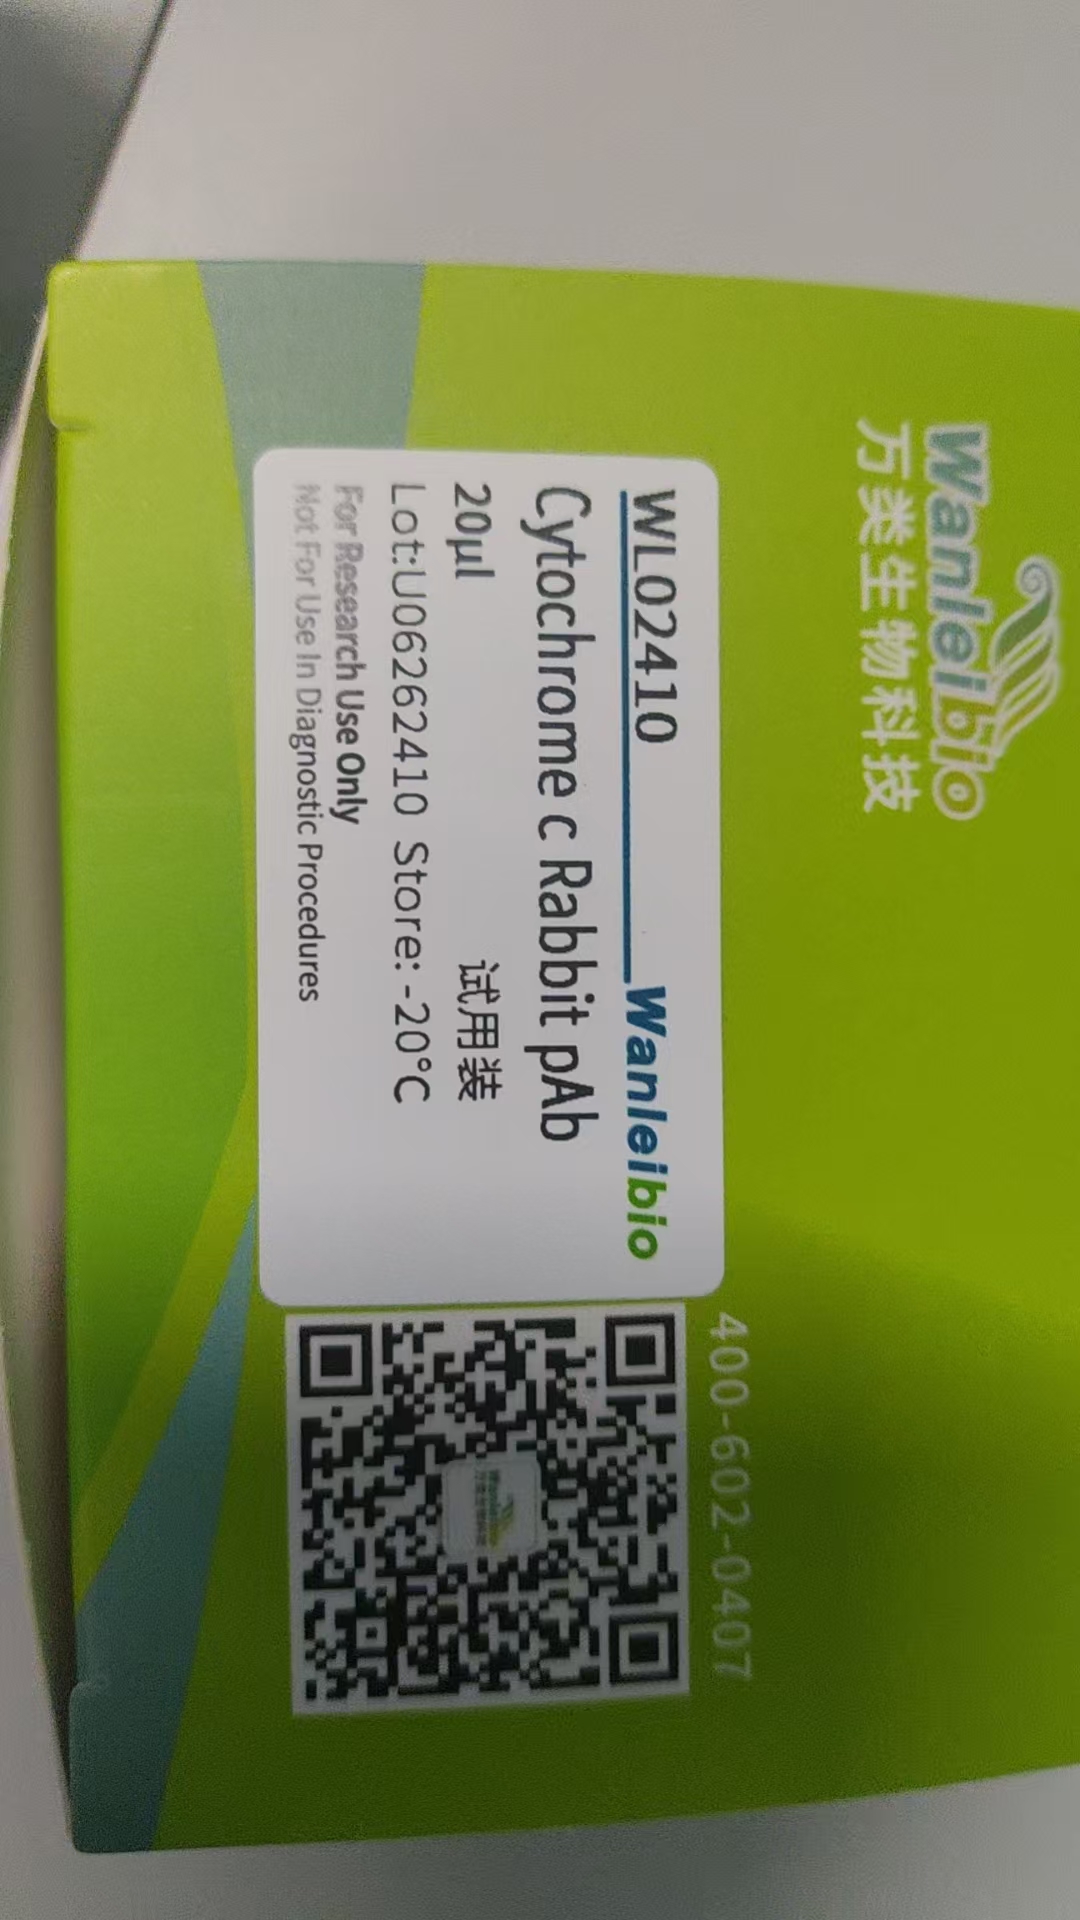 Wanleibio
万类生物科技
400-602-0407
WL02410 Wanleibio
Cytochrome c Rabbit pAb
20μl 试用装
Lot:U06262410 Store: -20°C
For Research Use Only
Not For Use In Diagnostic Procedures